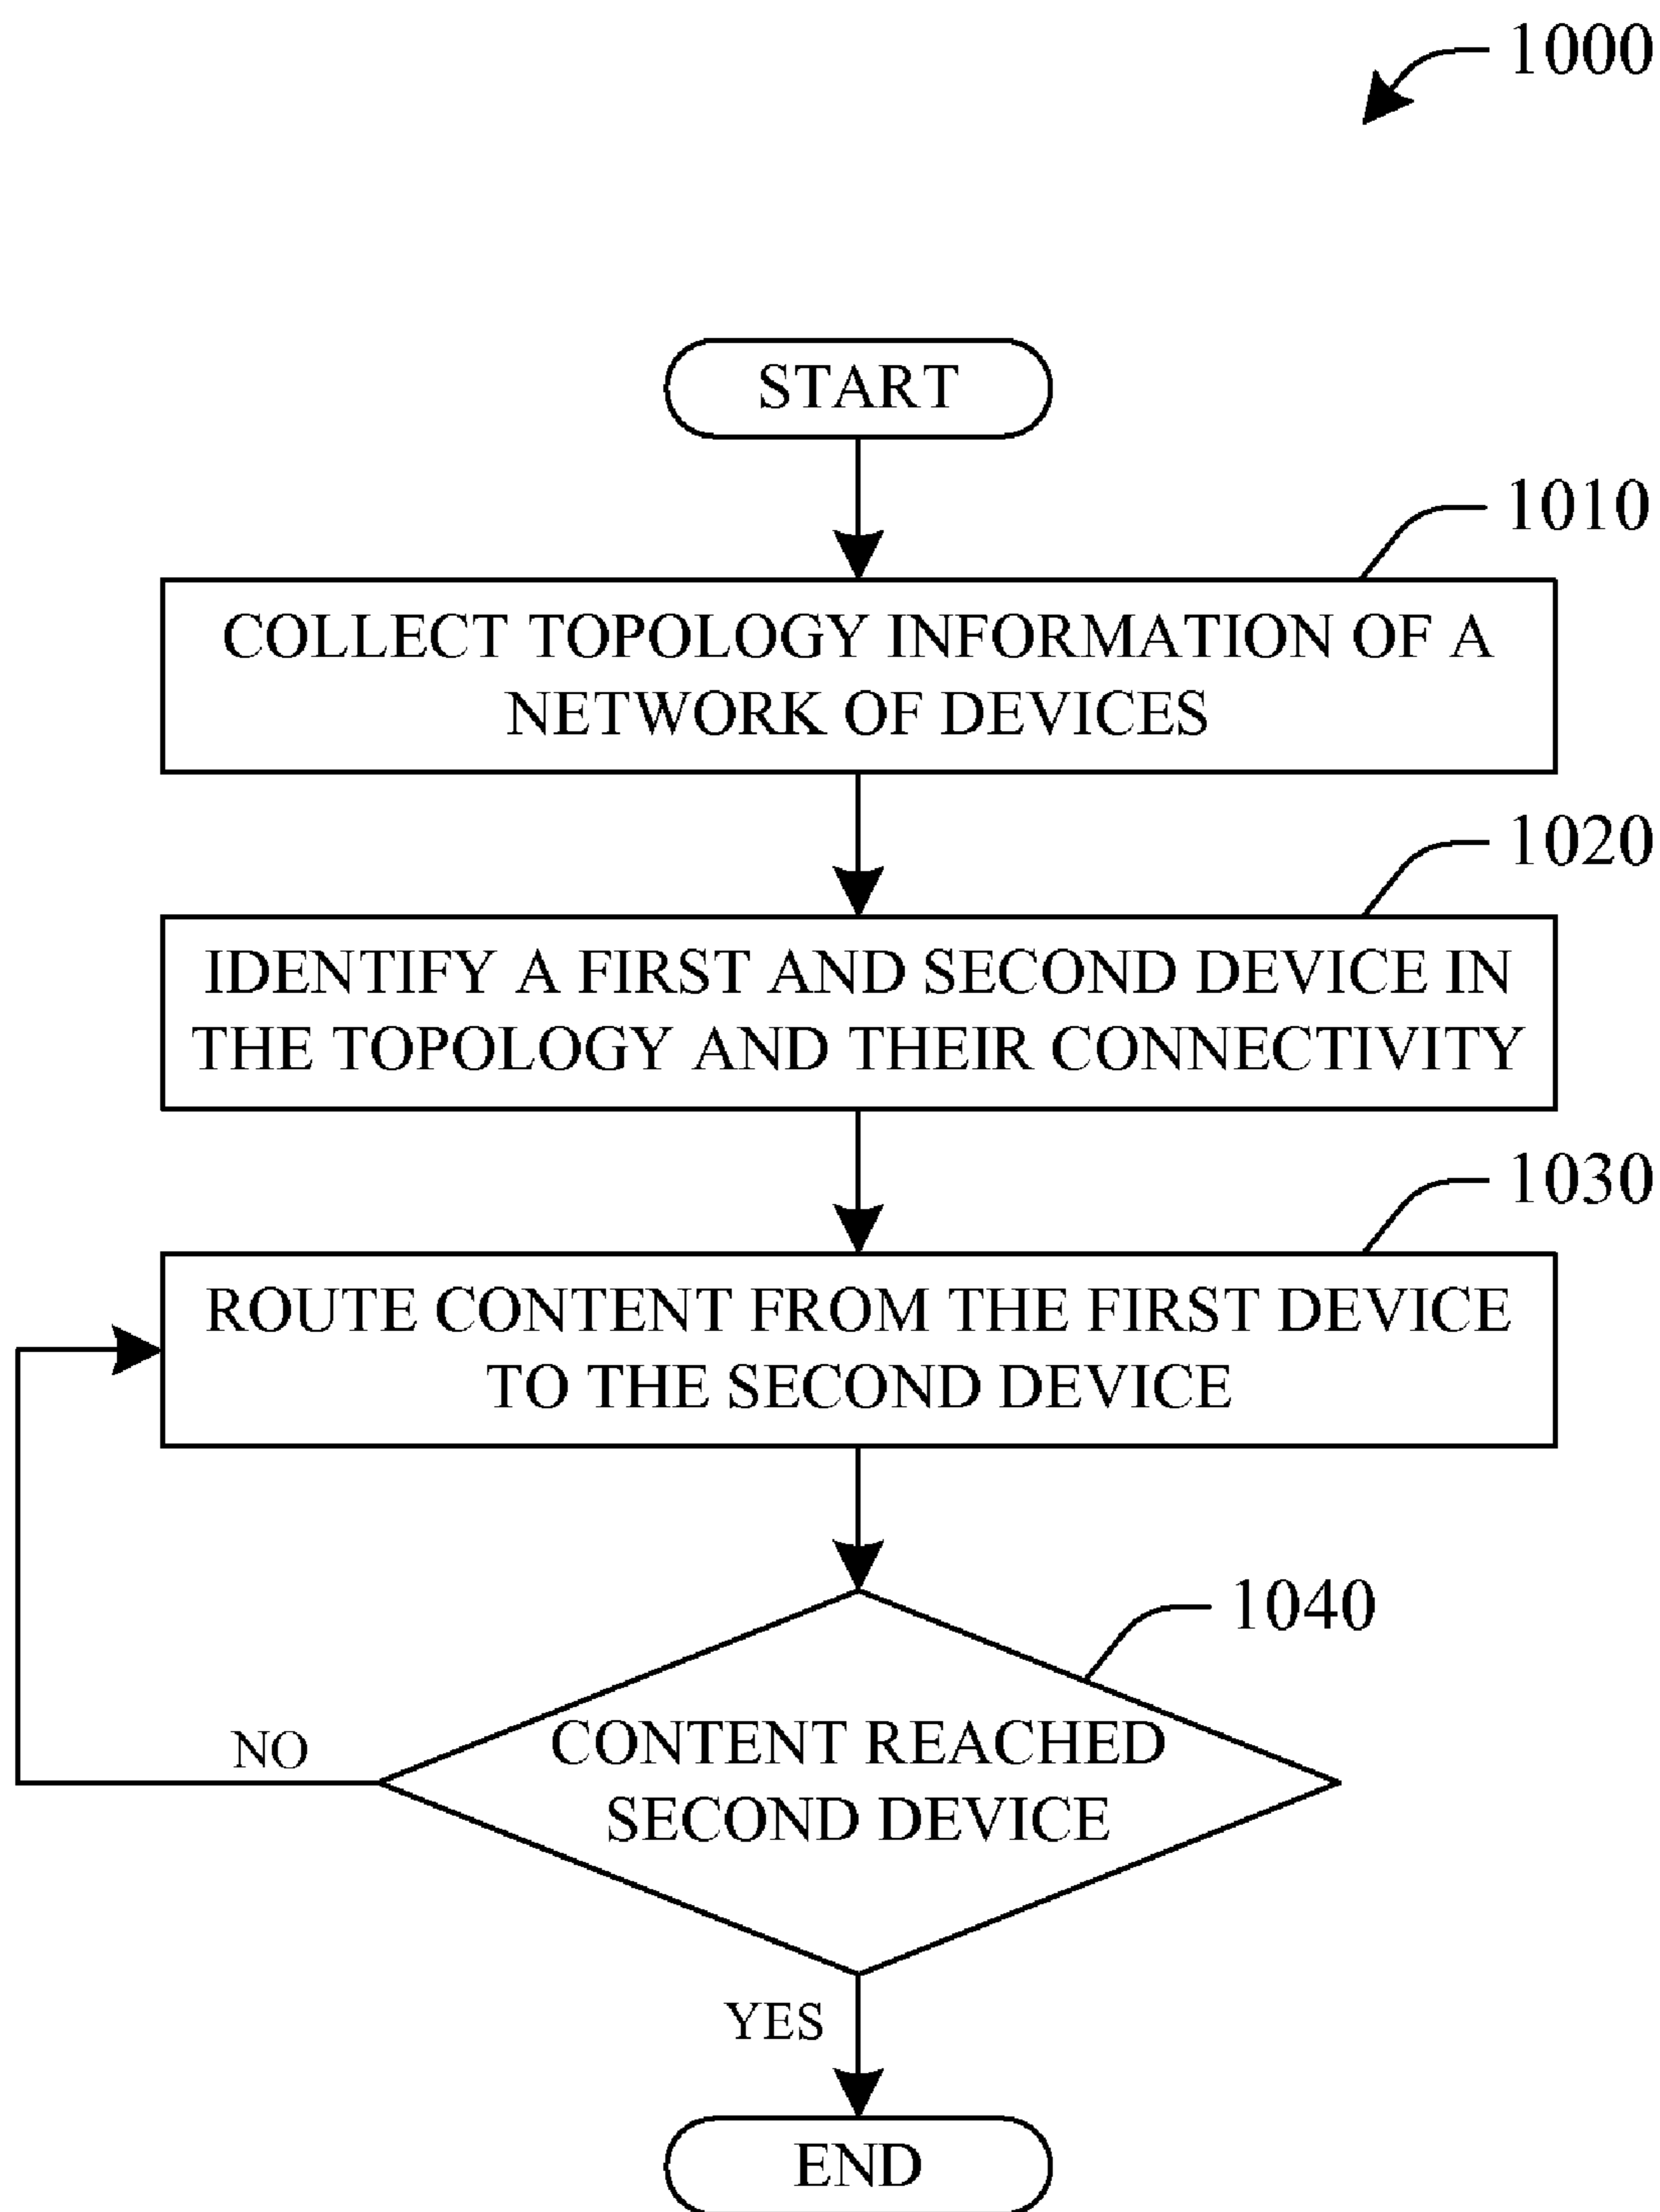 1000
START
1010
COLLECT TOPOLOGY INFORMATION OF A
NETWORK OF DEVICES
1020
IDENTIFY A FIRST AND SECOND DEVICE IN
THE TOPOLOGY AND THEIR CONNECTIVITY
1030
ROUTE CONTENT FROM THE FIRST DEVICE
TO THE SECOND DEVICE
1040
CONTENT REACHED
SECOND DEVICE
NO
YES
END